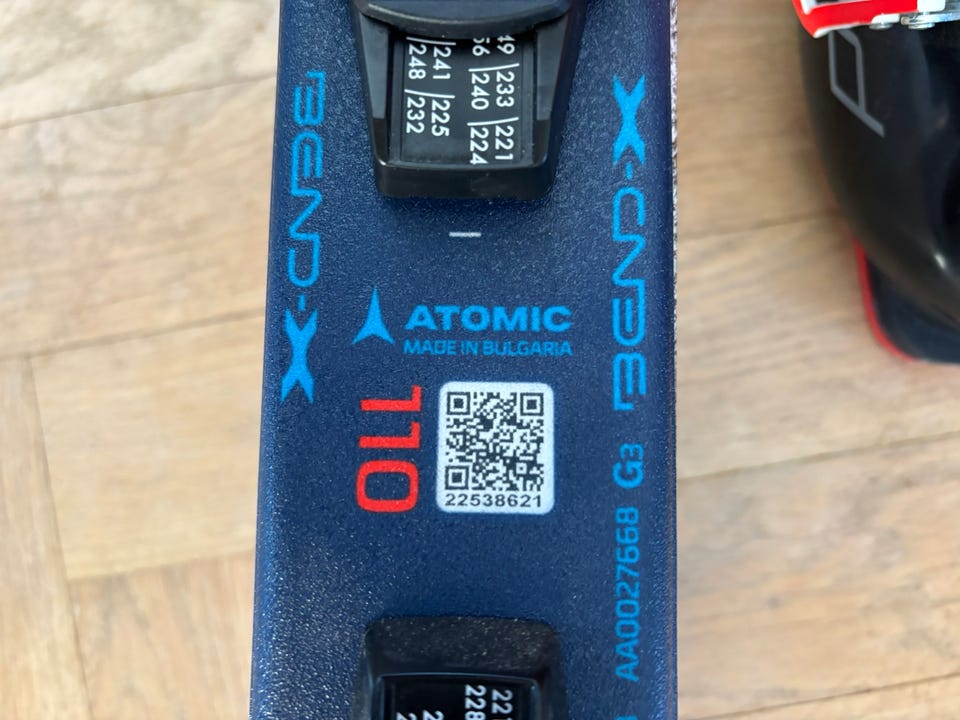 241 225
248 232
56 240 224
49 233 221
BEND-X
BEND-X
ATOMIC
MADE IN BULGARIA
110
22538621
AA0027668 G3
228